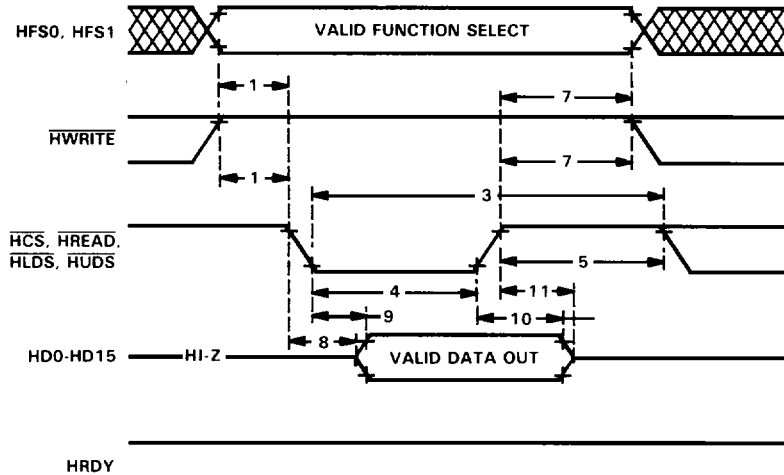 HFS0, HFS1
VALID FUNCTION SELECT
1
7
HWRITE
1
7
3
HCS, HREAD,
HLDS, HUDS
4
5
9
11
10
8
HD0-HD15
HI-Z
VALID DATA OUT
HRDY